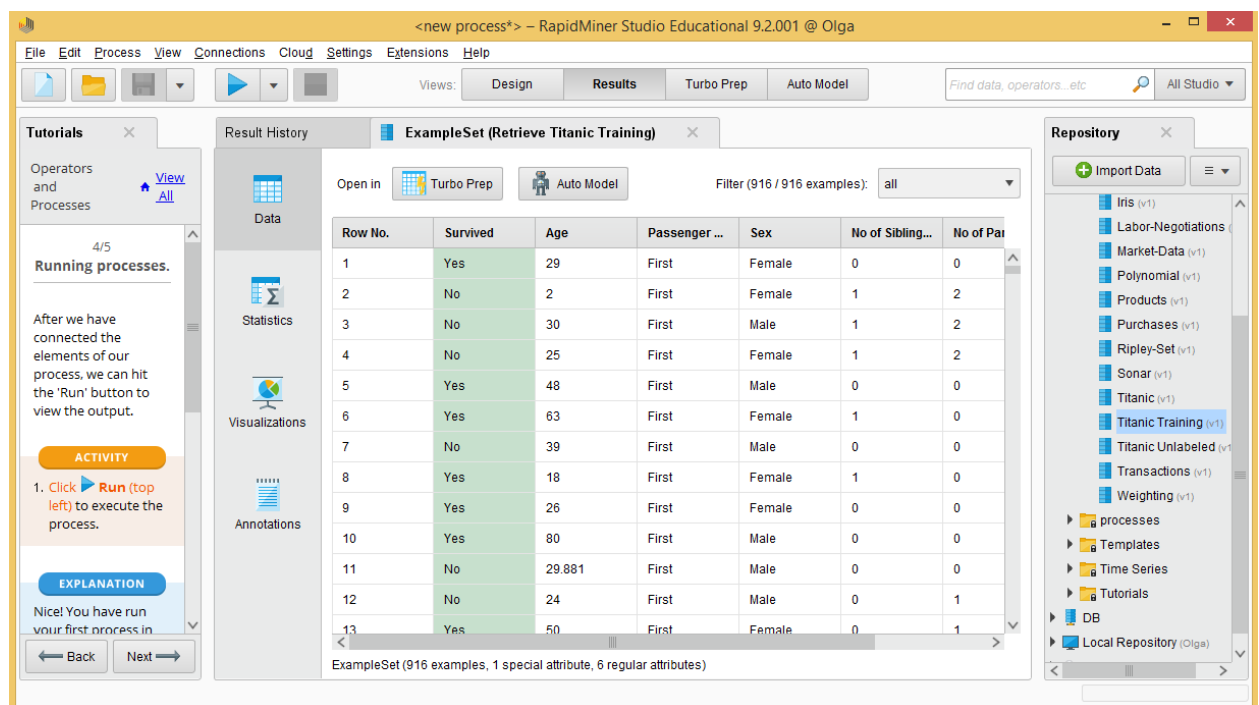 <new process*> – RapidMiner Studio Educational 9.2.001 @ Olga
File Edit Process View Connections Cloud Settings Extensions Help
Views: Design Results Turbo Prep Auto Model
Find data, operators...etc
All Studio
Tutorials
Operators
and
Processes
View
All
4/5
Running processes.
After we have
connected the
elements of our
process, we can hit
the 'Run' button to
view the output.
ACTIVITY
1. Click Run (top
left) to execute the
process.
EXPLANATION
Nice! You have run
your first process in
Back Next
Result History
ExampleSet (Retrieve Titanic Training)
Data
Statistics
Visualizations
Annotations
Open in Turbo Prep Auto Model Filter (916 / 916 examples): all
Row No. Survived Age Passenger ... Sex No of Sibling... No of Par
1 Yes 29 First Female 0 0
2 No 2 First Female 1 2
3 No 30 First Male 1 2
4 No 25 First Female 1 2
5 Yes 48 First Male 0 0
6 Yes 63 First Female 1 0
7 No 39 First Male 0 0
8 Yes 18 First Female 1 0
9 Yes 26 First Female 0 0
10 Yes 80 First Male 0 0
11 No 29.881 First Male 0 0
12 No 24 First Male 0 1
13 Yes 50 First Female 0 1
ExampleSet (916 examples, 1 special attribute, 6 regular attributes)
Repository
Import Data
Iris (v1)
Labor-Negotiations (
Market-Data (v1)
Polynomial (v1)
Products (v1)
Purchases (v1)
Ripley-Set (v1)
Sonar (v1)
Titanic (v1)
Titanic Training (v1)
Titanic Unlabeled (v1
Transactions (v1)
Weighting (v1)
processes
Templates
Time Series
Tutorials
DB
Local Repository (Olga)